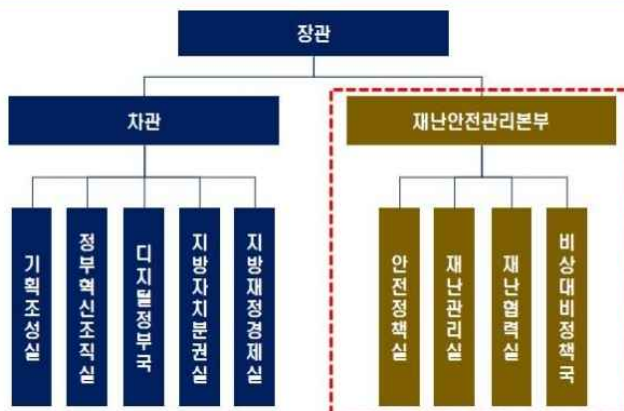 장관
차관
재난안전관리본부
기획조성실
정부혁신조직실
디지털정부국
지방자치분권실
지방재정경제실
안전정책실
재난관리실
재난협력실
비상대비정책국